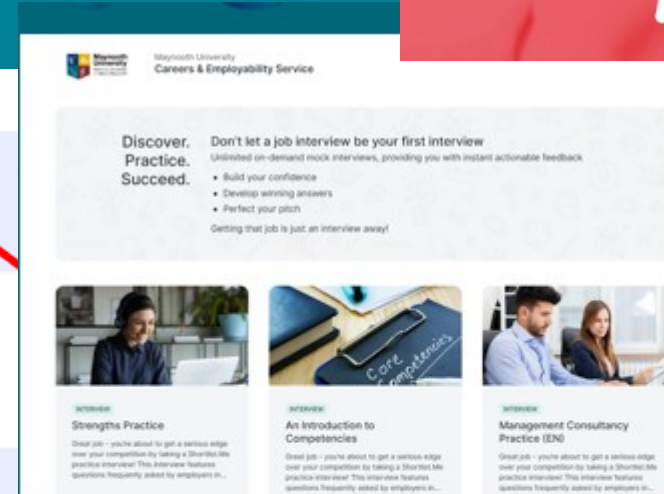 Maynooth
University
Maynooth University
Careers & Employability Service
Discover.
Practice.
Succeed.
Don't let a job interview be your first interview
Unlimited on-demand mock interviews, providing you with instant actionable feedback
• Build your confidence
• Develop winning answers
• Perfect your pitch
Getting that job is just an interview away!
Core
Competencies
INTERVIEW
Strengths Practice
Great job - you're about to get a serious edge
over your competition by taking a Shortlist.Me
practice interview! This interview features
questions frequently asked by employers in...
INTERVIEW
An Introduction to
Competencies
Great job - you're about to get a serious edge
over your competition by taking a Shortlist.Me
practice interview! This interview features
questions frequently asked by employers in...
INTERVIEW
Management Consultancy
Practice (EN)
Great job - you're about to get a serious edge
over your competition by taking a Shortlist.Me
practice interview! This interview features
questions frequently asked by employers in...